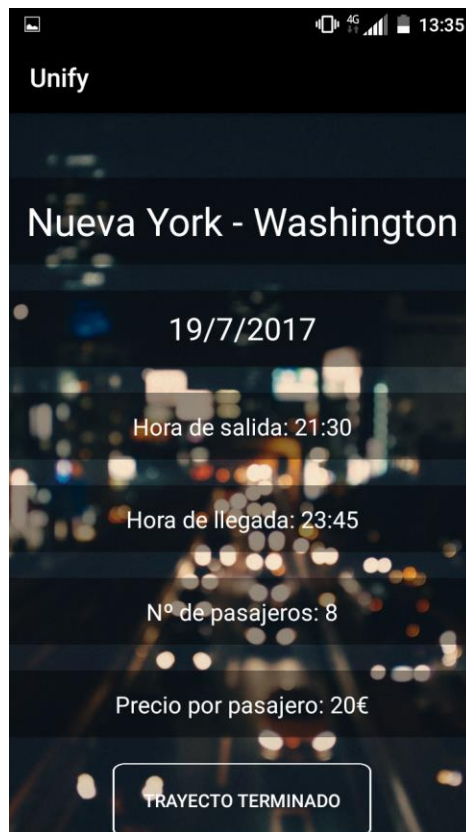 4G 13:35
Unify
Nueva York - Washington
19/7/2017
Hora de salida: 21:30
Hora de llegada: 23:45
Nº de pasajeros: 8
Precio por pasajero: 20€
TRAYECTO TERMINADO